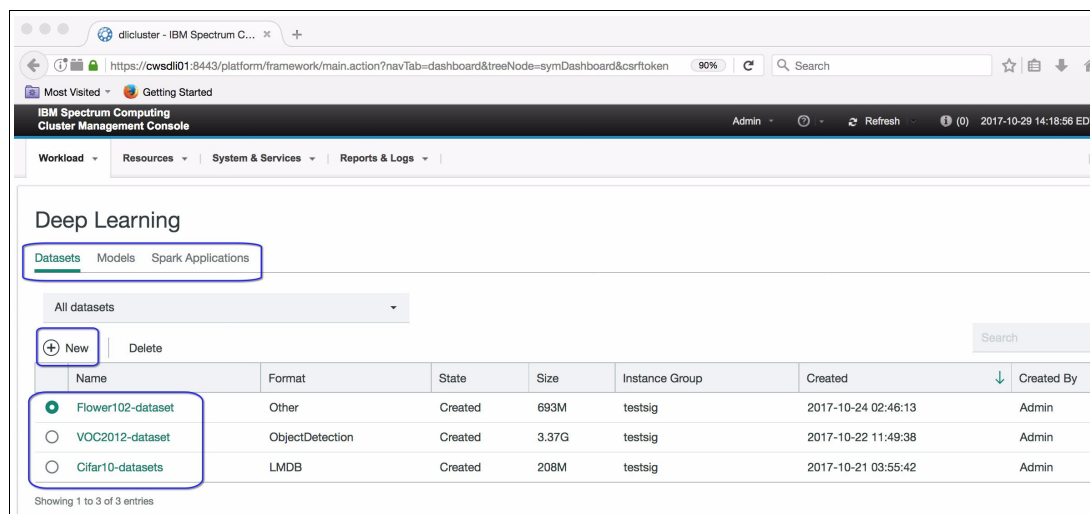 dlicluster - IBM Spectrum C... × +
https://cwsdli01:8443/platform/framework/main.action?navTab=dashboard&treeNode=symDashboard&csrftoken 90% Search
Most Visited Getting Started
IBM Spectrum Computing
Cluster Management Console
Admin Refresh (0) 2017-10-29 14:18:56 ED
Workload Resources System & Services Reports & Logs
Deep Learning
Datasets Models Spark Applications
All datasets
New Delete Search
Name Format State Size Instance Group Created Created By
Flower102-dataset Other Created 693M testsig 2017-10-24 02:46:13 Admin
VOC2012-dataset ObjectDetection Created 3.37G testsig 2017-10-22 11:49:38 Admin
Cifar10-datasets LMDB Created 208M testsig 2017-10-21 03:55:42 Admin
Showing 1 to 3 of 3 entries